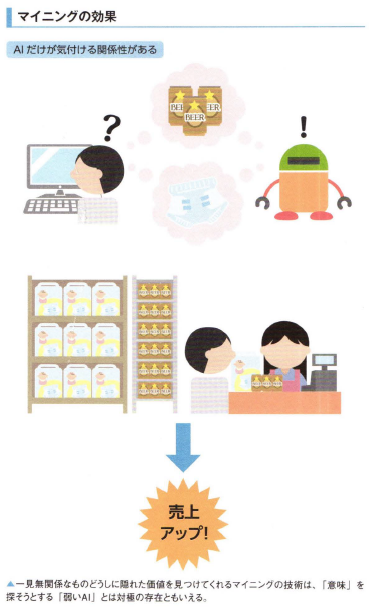 マイニングの効果
AIだけが気付ける関係性がある
BEER
BEER
BEER
?
!
売上
アップ!
▲一見無関係なものどうしに隠れた価値を見つけてくれるマイニングの技術は、「意味」を
探そうとする「弱いAI」とは対極の存在ともいえる。